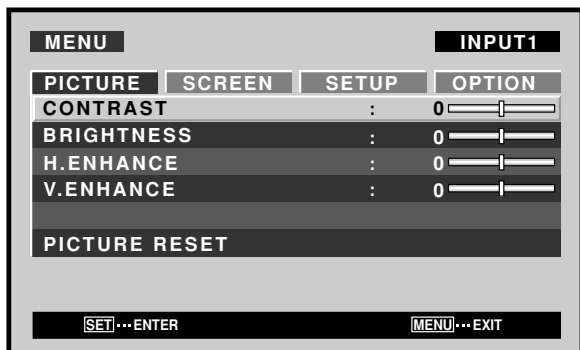 MENU INPUT1
PICTURE SCREEN SETUP OPTION
CONTRAST : 0
BRIGHTNESS : 0
H.ENHANCE : 0
V.ENHANCE : 0
PICTURE RESET
SET···ENTER MENU···EXIT